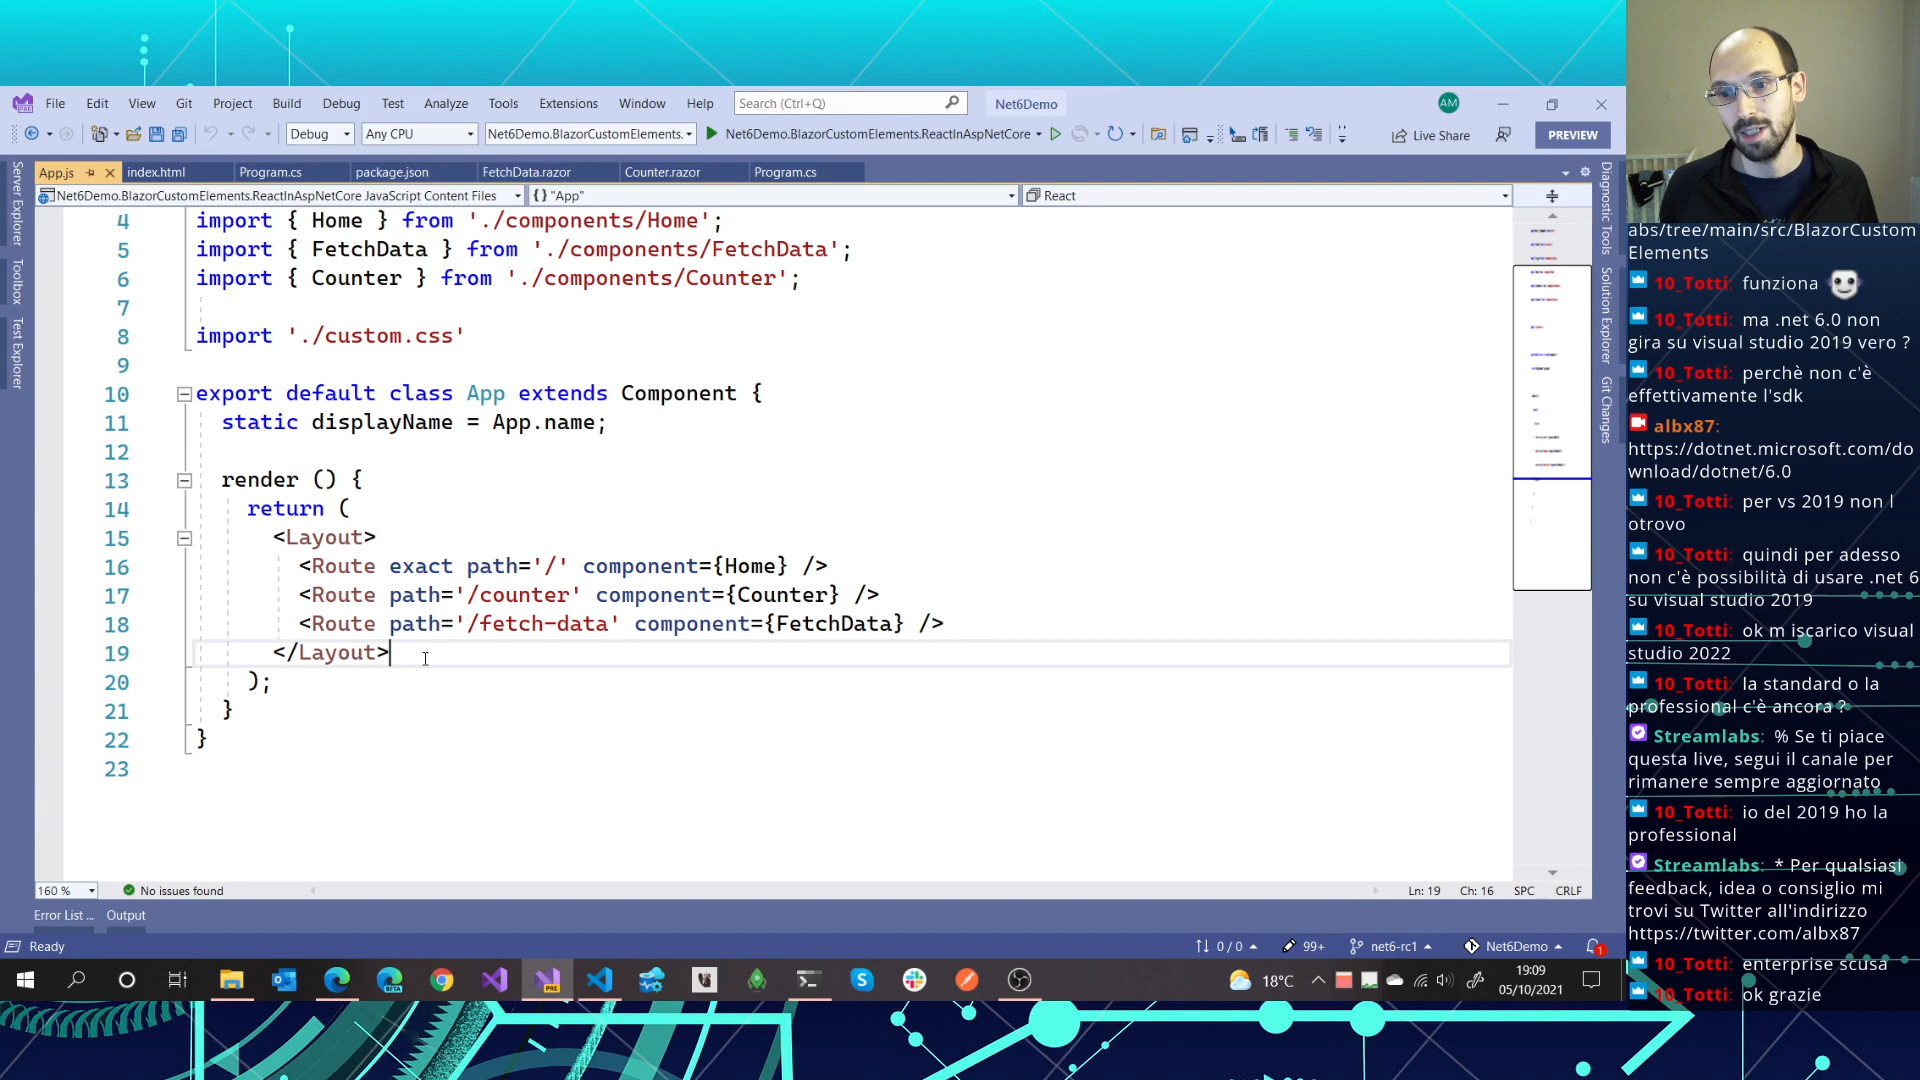 File Edit View Git Project Build Debug Test Analyze Tools Extensions Window Help Search (Ctrl+Q) Net6Demo AM
Debug Any CPU Net6Demo.BlazorCustomElements. Net6Demo.BlazorCustomElements.ReactInAspNetCore Live Share PREVIEW
App.js index.html Program.cs package.json FetchData.razor Counter.razor Program.cs
Net6Demo.BlazorCustomElements.ReactInAspNetCore JavaScript Content Files {} "App" React
Server Explorer
Toolbox
Test Explorer
4 import { Home } from './components/Home';
5 import { FetchData } from './components/FetchData';
6 import { Counter } from './components/Counter';
7
8 import './custom.css'
9
10 export default class App extends Component {
11 static displayName = App.name;
12
13 render () {
14 return (
15 <Layout>
16 <Route exact path='/' component={Home} />
17 <Route path='/counter' component={Counter} />
18 <Route path='/fetch-data' component={FetchData} />
19 </Layout>
20 );
21 }
22 }
23
Diagnostic Tools
Solution Explorer
Git Changes
160 % No issues found Ln: 19 Ch: 16 SPC CRLF
Error List ... Output
Ready 0 / 0 99+ net6-rc1 Net6Demo 1
PRE
BETA
18°C
19:09
05/10/2021
abs/tree/main/src/BlazorCustom
Elements
10_Totti: funziona
10_Totti: ma .net 6.0 non
gira su visual studio 2019 vero ?
10_Totti: perchè non c'è
effettivamente l'sdk
albx87:
https://dotnet.microsoft.com/do
wnload/dotnet/6.0
10_Totti: per vs 2019 non l
otrovo
10_Totti: quindi per adesso
non c'è possibilità di usare .net 6
su visual studio 2019
10_Totti: ok m iscarico visual
studio 2022
10_Totti: la standard o la
professional c'è ancora ?
Streamlabs: % Se ti piace
questa live, segui il canale per
rimanere sempre aggiornato
10_Totti: io del 2019 ho la
professional
Streamlabs: * Per qualsiasi
feedback, idea o consiglio mi
trovi su Twitter all'indirizzo
https://twitter.com/albx87
10_Totti: enterprise scusa
10_Totti: ok grazie